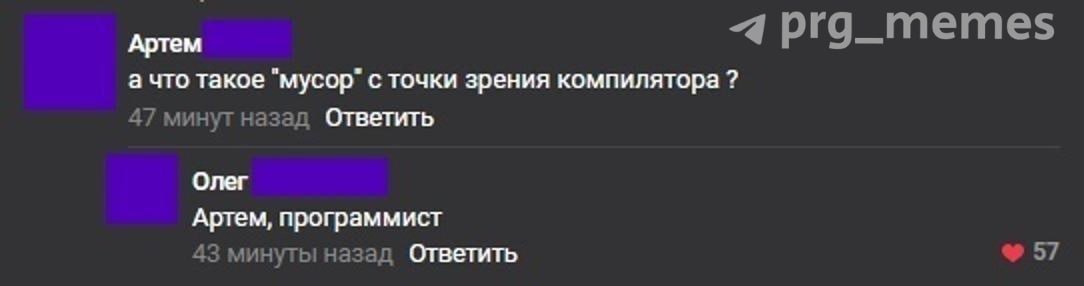 prg_memes
Артем
а что такое "мусор" с точки зрения компилятора ?
47 минут назад Ответить
Олег
Артем, программист
43 минуты назад Ответить
57